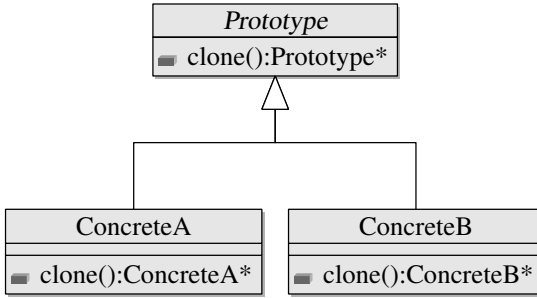 Prototype
clone():Prototype*
ConcreteA
clone():ConcreteA*
ConcreteB
clone():ConcreteB*